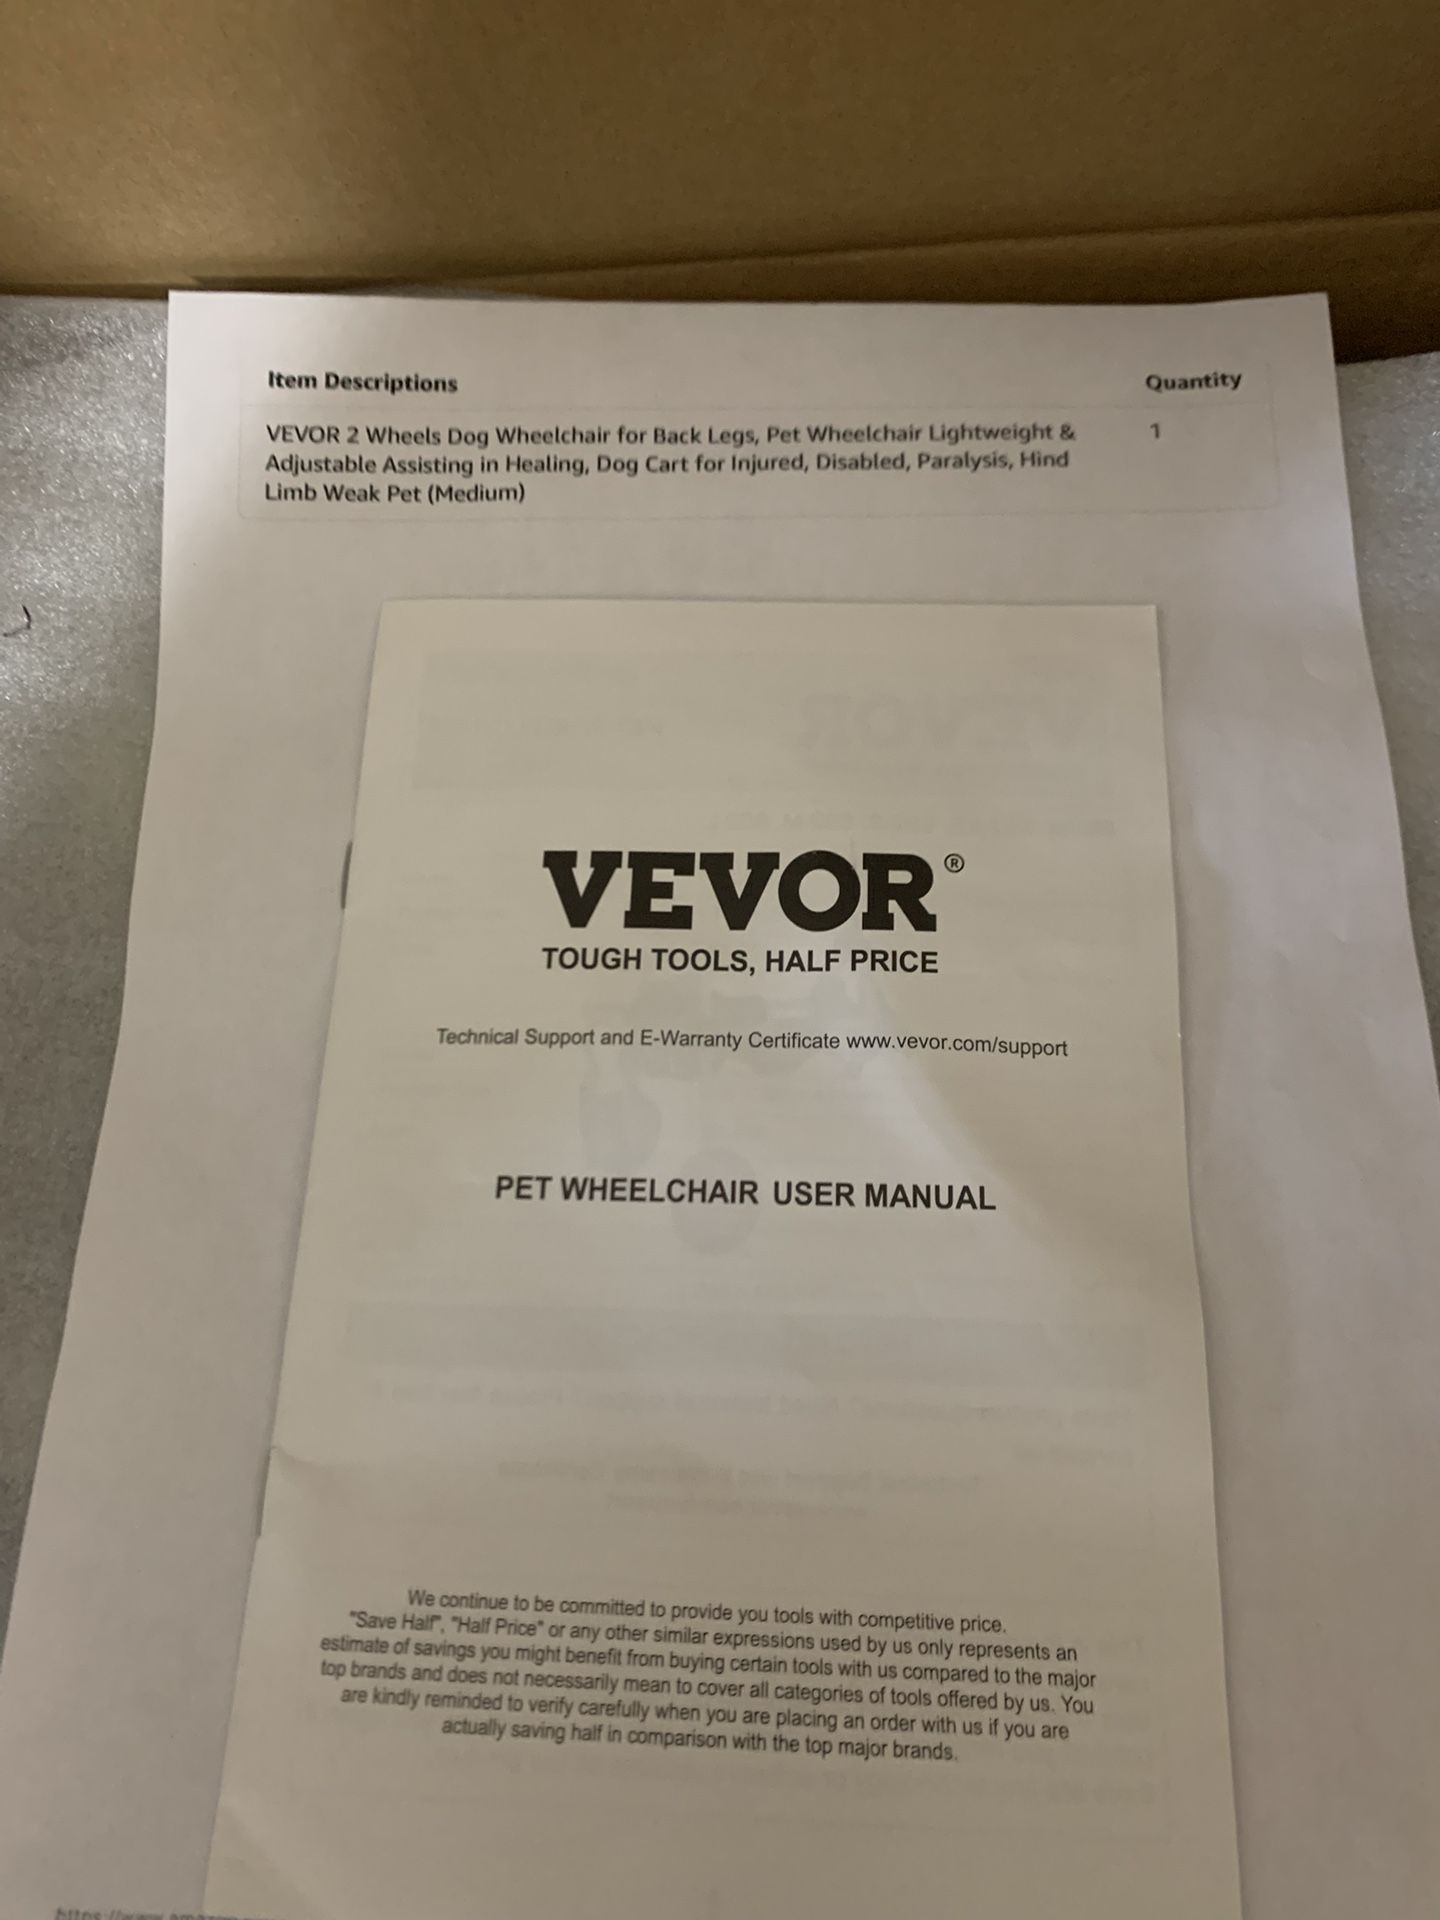 Item Descriptions Quantity
VEVOR 2 Wheels Dog Wheelchair for Back Legs, Pet Wheelchair Lightweight & 1
Adjustable Assisting in Healing, Dog Cart for Injured, Disabled, Paralysis, Hind
Limb Weak Pet (Medium)
VEVOR®
TOUGH TOOLS, HALF PRICE
Technical Support and E-Warranty Certificate www.vevor.com/support
PET WHEELCHAIR USER MANUAL
We continue to be committed to provide you tools with competitive price.
"Save Half", "Half Price" or any other similar expressions used by us only represents an
estimate of savings you might benefit from buying certain tools with us compared to the major
top brands and does not necessarily mean to cover all categories of tools offered by us. You
are kindly reminded to verify carefully when you are placing an order with us if you are
actually saving half in comparison with the top major brands.